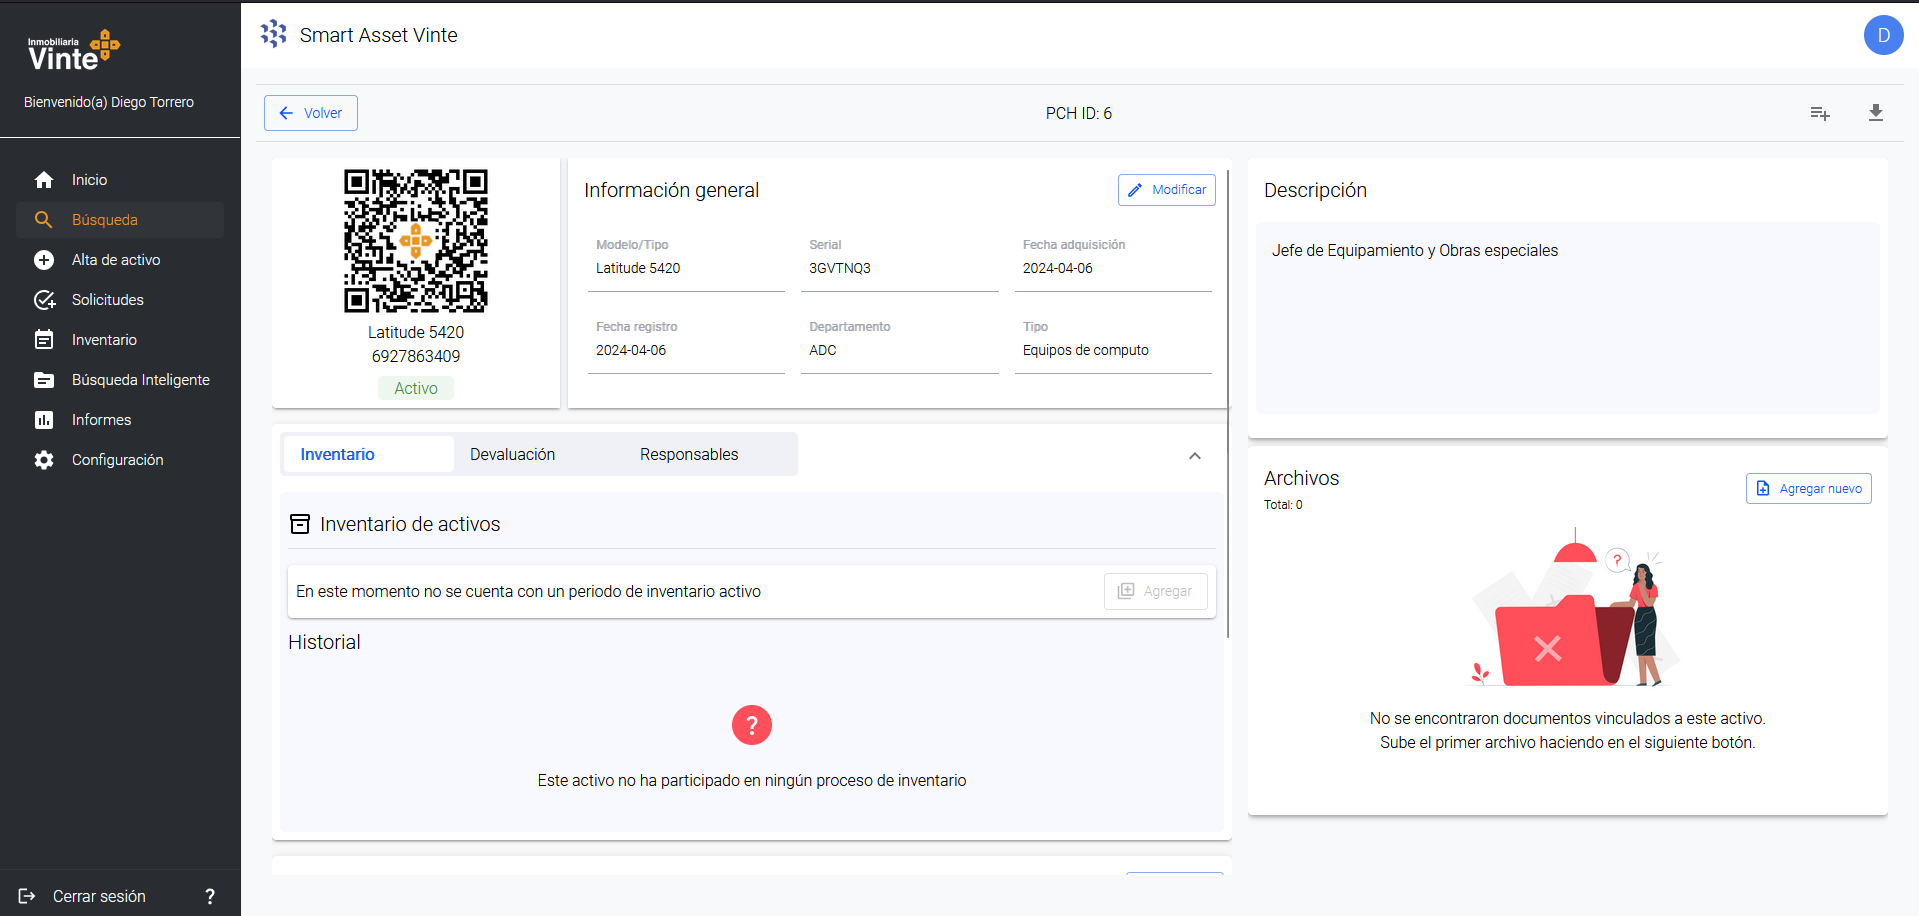 Inmobiliaria
Vinte
Bienvenido(a) Diego Torrero
Inicio
Búsqueda
Alta de activo
Solicitudes
Inventario
Búsqueda Inteligente
Informes
Configuración
Cerrar sesión
?
Smart Asset Vinte
D
Volver
PCH ID: 6
Latitude 5420
6927863409
Activo
Información general
Modificar
Modelo/Tipo
Latitude 5420
Serial
3GVTNQ3
Fecha adquisición
2024-04-06
Fecha registro
2024-04-06
Departamento
ADC
Tipo
Equipos de computo
Inventario
Devaluación
Responsables
Inventario de activos
En este momento no se cuenta con un periodo de inventario activo
Agregar
Historial
?
Este activo no ha participado en ningún proceso de inventario
Descripción
Jefe de Equipamiento y Obras especiales
Archivos
Total: 0
Agregar nuevo
?
No se encontraron documentos vinculados a este activo.
Sube el primer archivo haciendo en el siguiente botón.